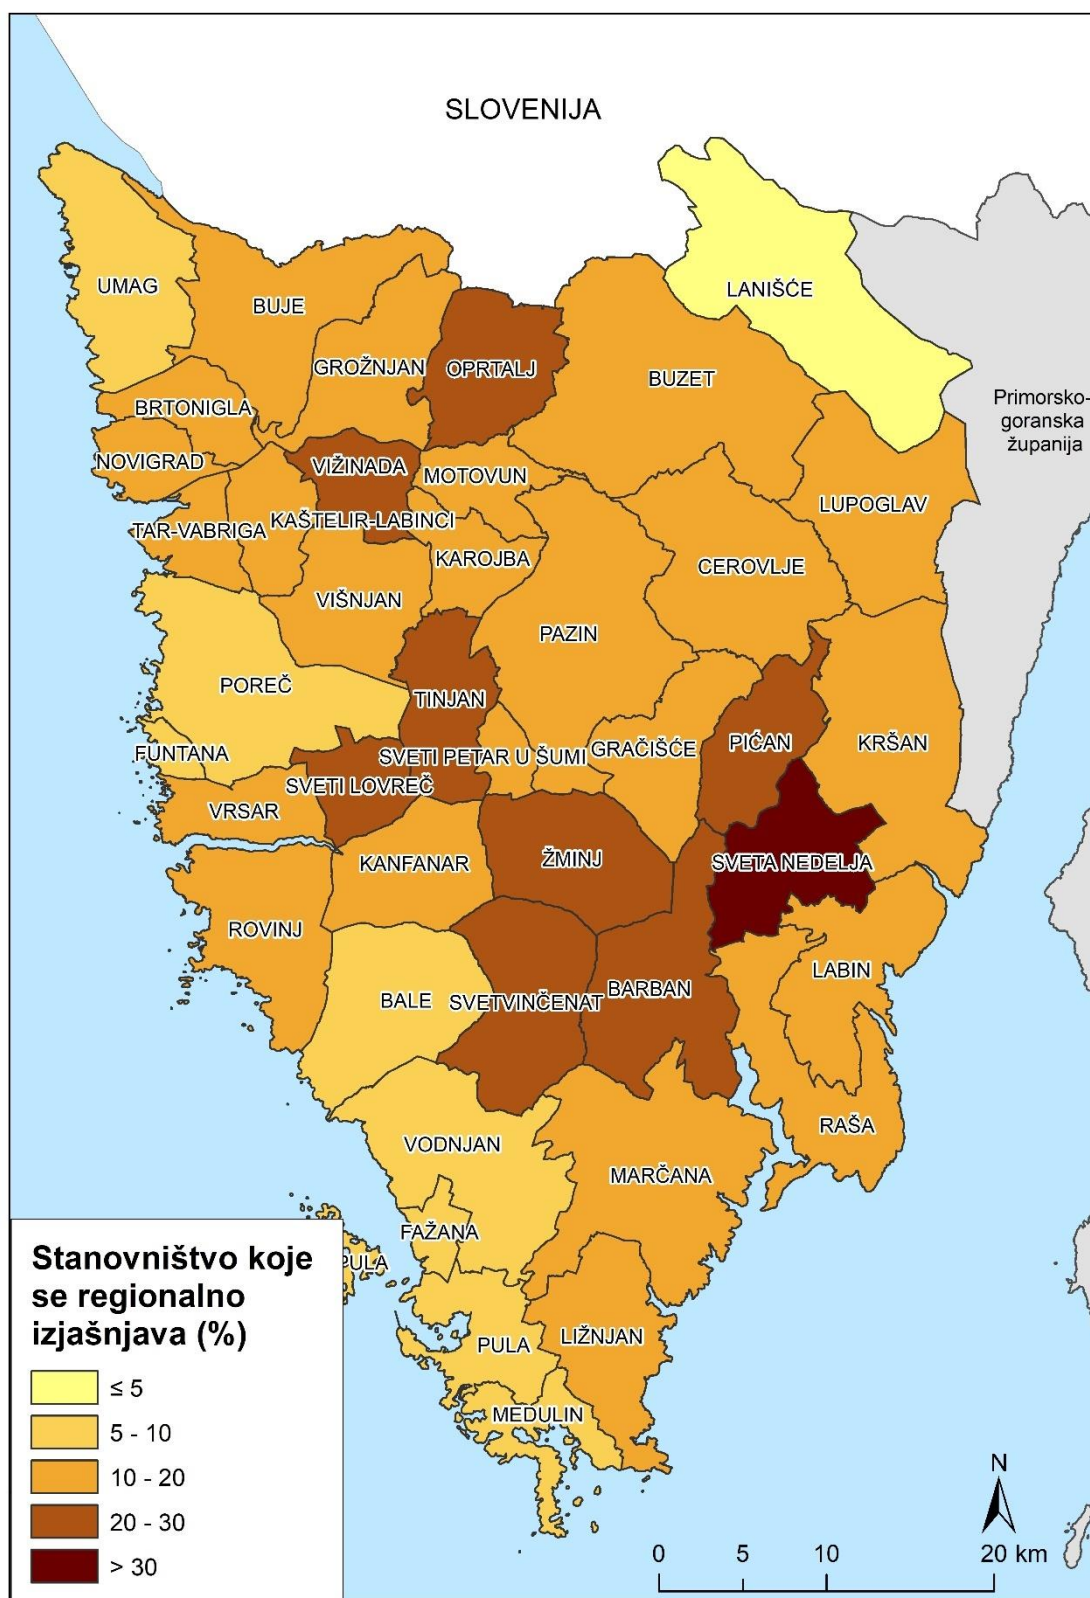 SLOVENIJA
UMAG
BUJE
LANIŠĆE
GROŽNJAN
OPRTALJ
BUZET
BRTONIGLA
Primorsko-
goranska
županija
NOVIGRAD
VIŽINADA
MOTOVUN
LUPOGLAV
TAR-VABRIGA
KAŠTELIR-LABINCI
KAROJBA
CEROVLJE
VIŠNJAN
PAZIN
POREČ
TINJAN
FUNTANA
SVETI PETAR U ŠUMI
GRAČIŠĆE
PIĆAN
KRŠAN
SVETI LOVREČ
VRSAR
KANFANAR
ŽMINJ
SVETA NEDELJA
ROVINJ
LABIN
BALE
SVETVINČENAT
BARBAN
RAŠA
VODNJAN
MARČANA
FAŽANA
PULA
PULA
LIŽNJAN
MEDULIN
Stanovništvo koje
se regionalno
izjašnjava (%)
≤ 5
5 - 10
10 - 20
20 - 30
> 30
N
0 5 10 20 km